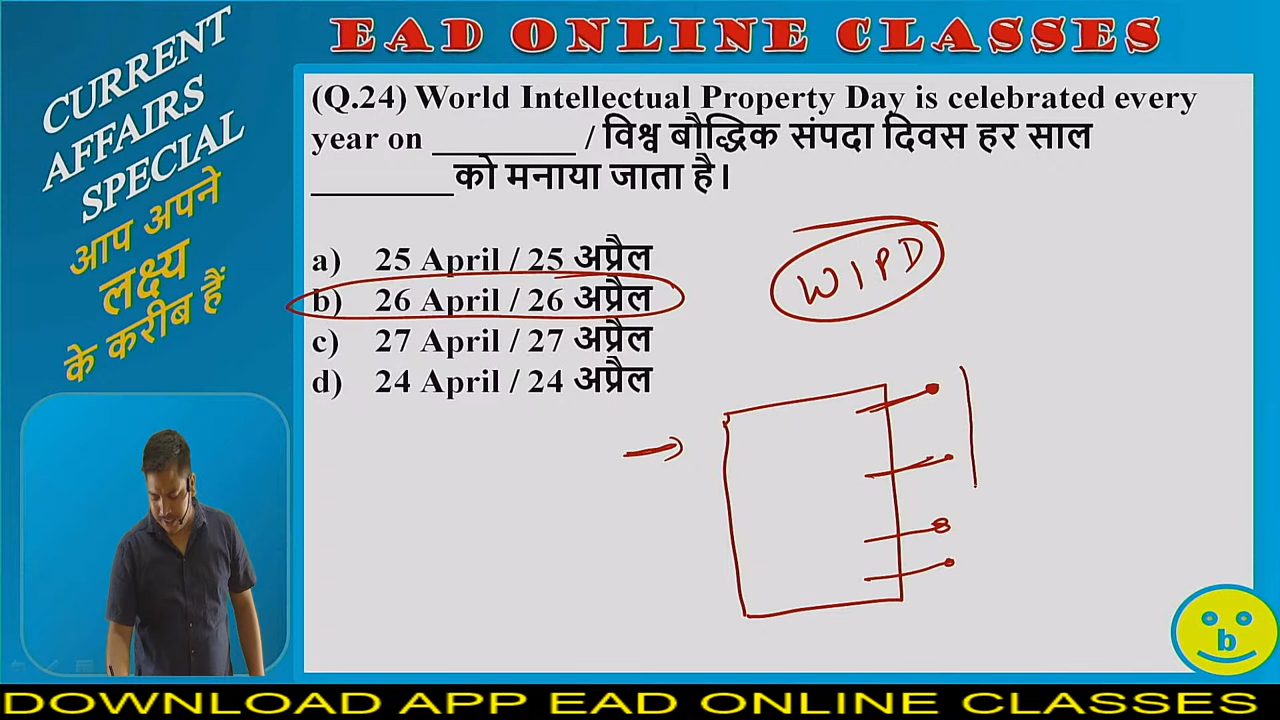 EAD ONLINE CLASSES
CURRENT
AFFAIRS
SPECIAL
आप अपने
लक्ष्य
के करीब हैं
(Q.24) World Intellectual Property Day is celebrated every
year on _________ / विश्व बौद्धिक संपदा दिवस हर साल
_________को मनाया जाता है।
a) 25 April / 25 अप्रैल
b) 26 April / 26 अप्रैल
c) 27 April / 27 अप्रैल
d) 24 April / 24 अप्रैल
WIPD
b
DOWNLOAD APP EAD ONLINE CLASSES